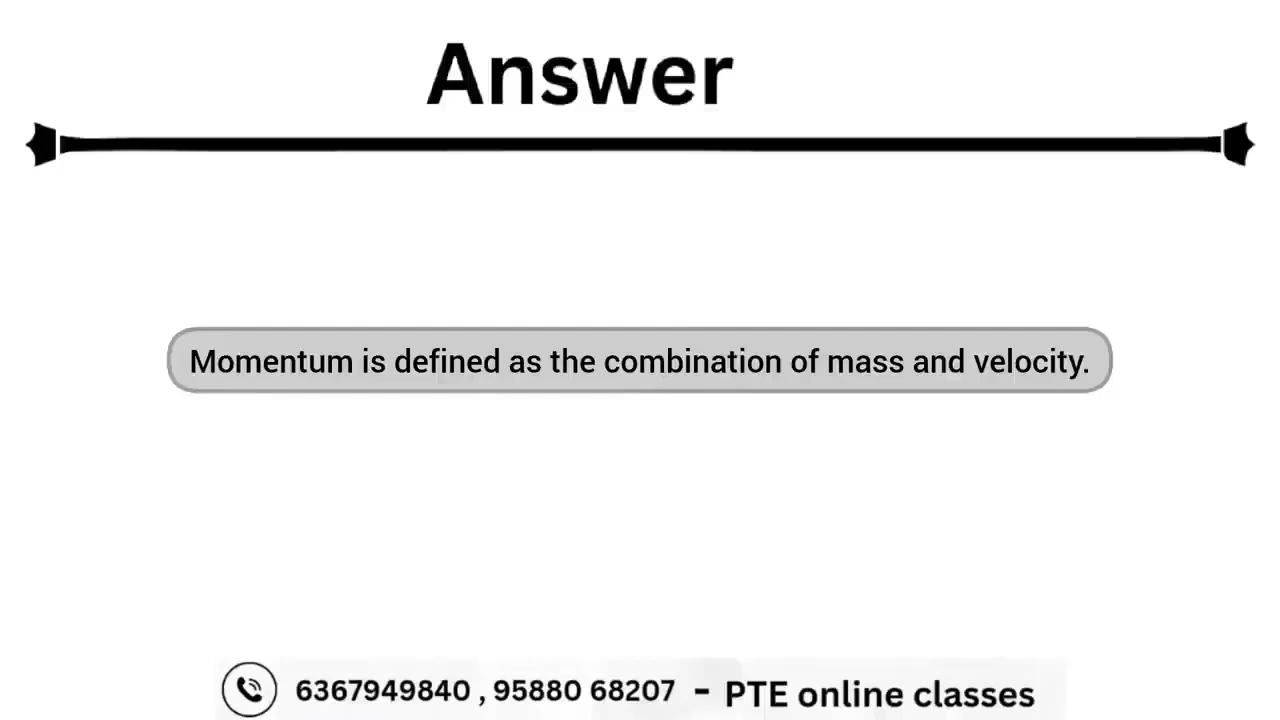 Answer
Momentum is defined as the combination of mass and velocity.
6367949840 , 95880 68207 - PTE online classes